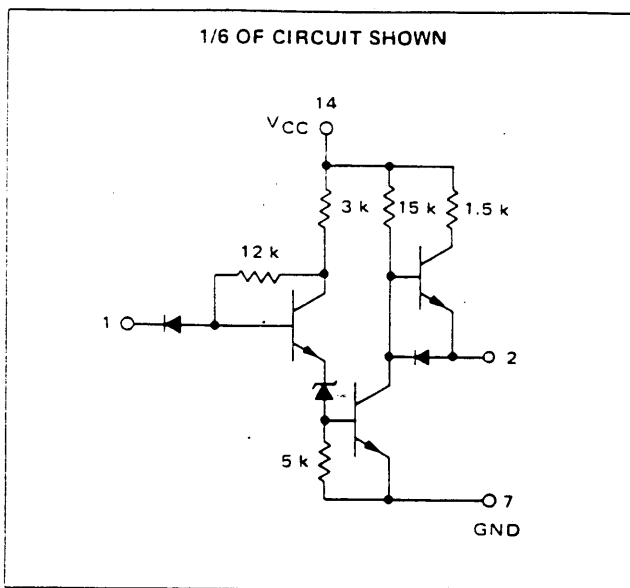 1/6 OF CIRCUIT SHOWN
14
VCC
3 k
15 k
1.5 k
12 k
1
2
5 k
7
GND